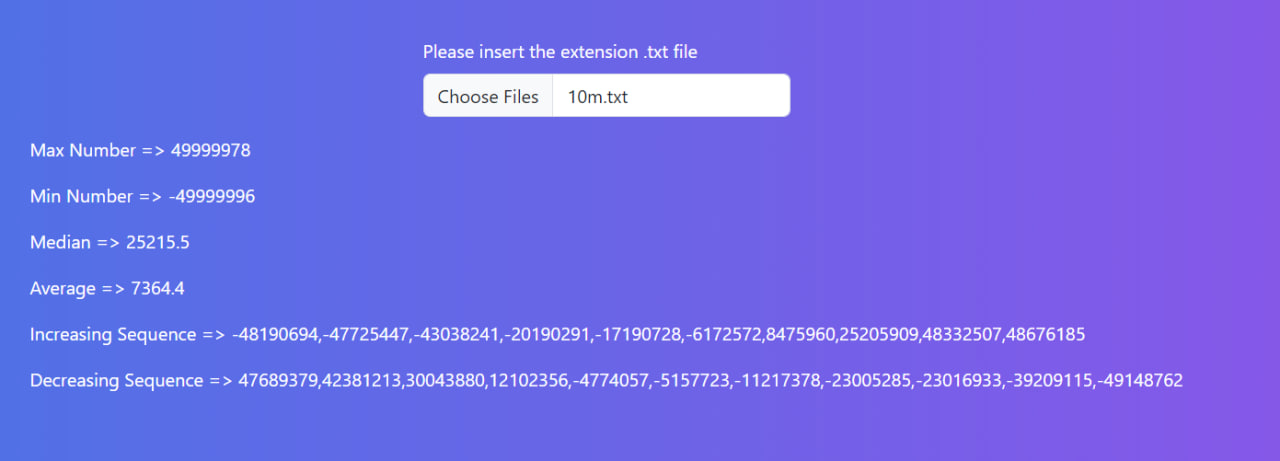 Please insert the extension .txt file
Choose Files 10m.txt
Max Number => 49999978
Min Number => -49999996
Median => 25215.5
Average => 7364.4
Increasing Sequence => -48190694,-47725447,-43038241,-20190291,-17190728,-6172572,8475960,25205909,48332507,48676185
Decreasing Sequence => 47689379,42381213,30043880,12102356,-4774057,-5157723,-11217378,-23005285,-23016933,-39209115,-49148762